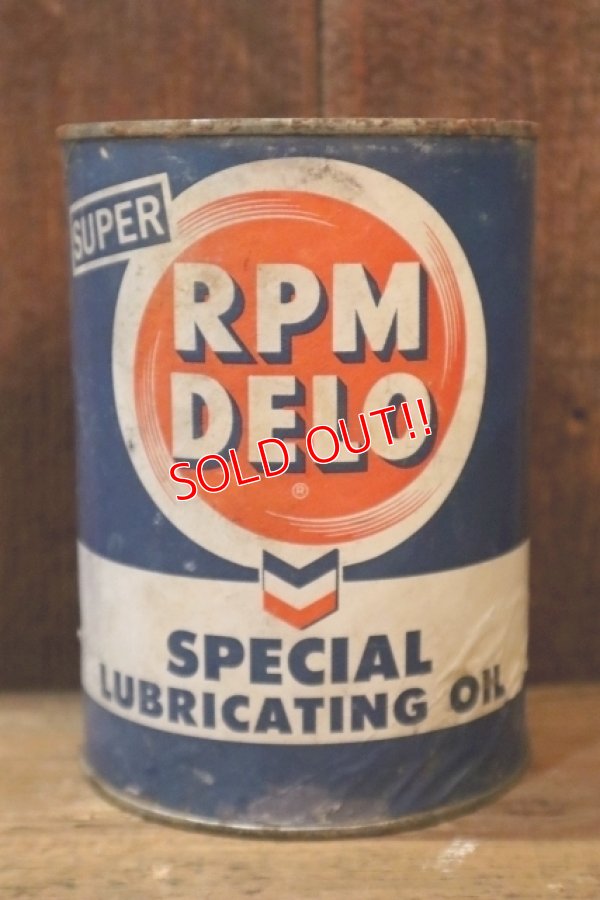 SUPER
RPM
DELO
SOLD OUT!!
®
SPECIAL
LUBRICATING OIL